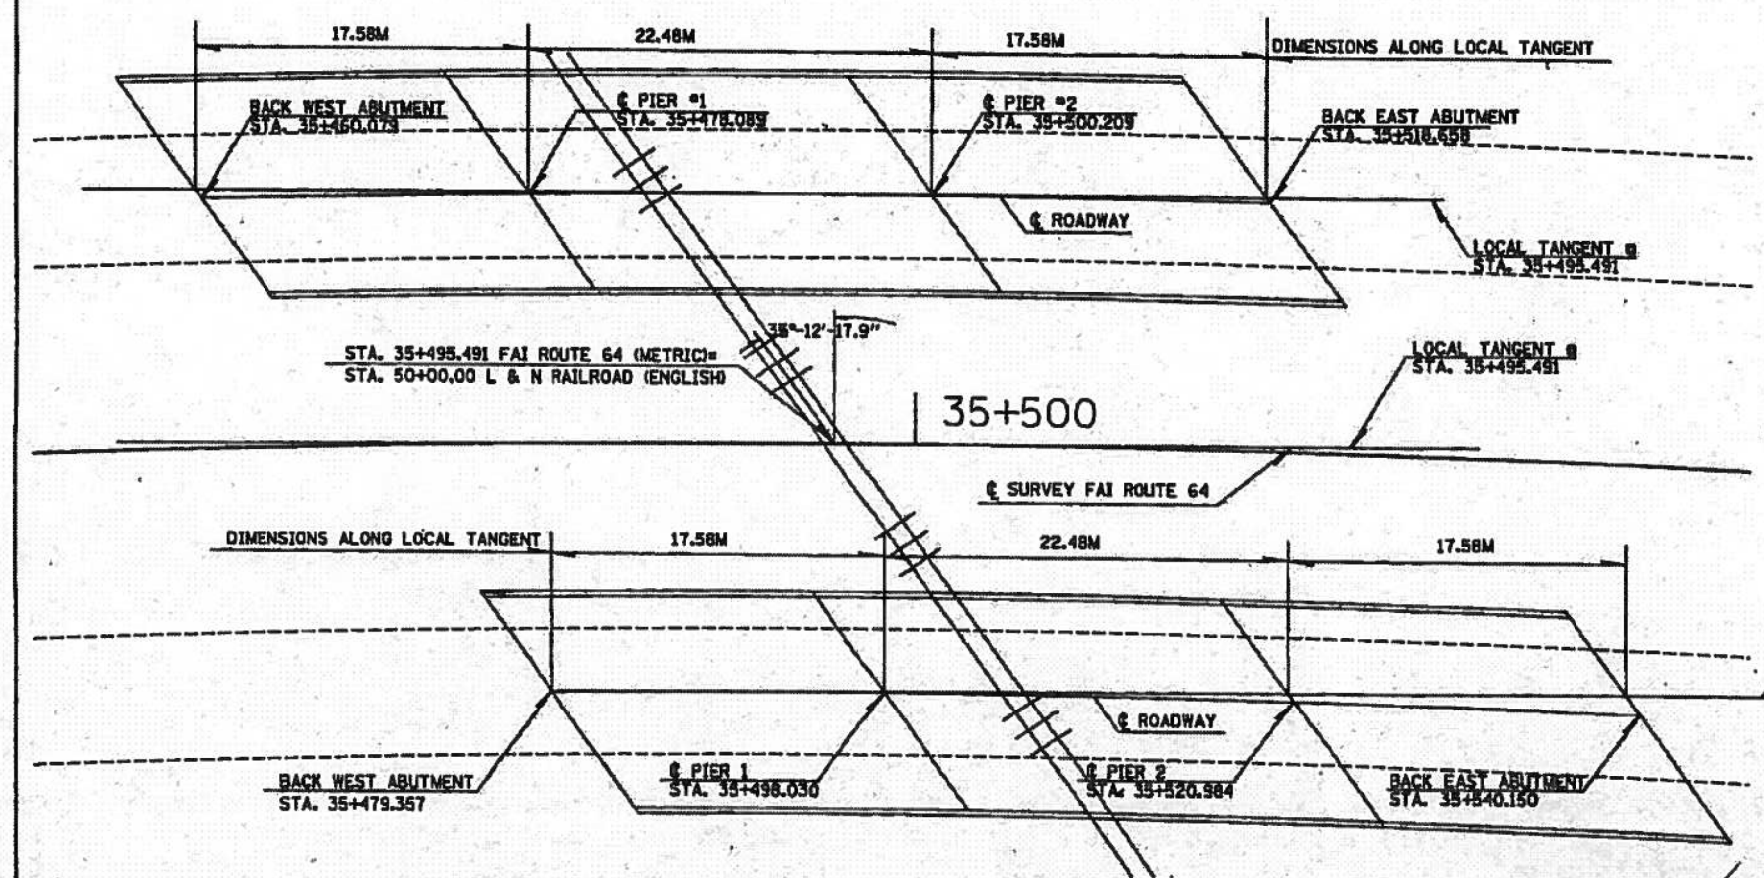 17.58M
22.48M
17.58M
DIMENSIONS ALONG LOCAL TANGENT
BACK WEST ABUTMENT
STA. 35+460.079
℄ PIER #1
STA. 35+478.089
℄ PIER #2
STA. 35+500.209
BACK EAST ABUTMENT
STA. 35+518.658
℄ ROADWAY
LOCAL TANGENT @
STA. 35+495.491
35°-12'-17.9"
STA. 35+495.491 FAI ROUTE 64 (METRIC)=
STA. 50+00.00 L & N RAILROAD (ENGLISH)
LOCAL TANGENT @
STA. 35+495.491
35+500
℄ SURVEY FAI ROUTE 64
DIMENSIONS ALONG LOCAL TANGENT
17.58M
22.48M
17.58M
℄ ROADWAY
BACK WEST ABUTMENT
STA. 35+479.357
℄ PIER 1
STA. 35+498.030
℄ PIER 2
STA. 35+520.984
BACK EAST ABUTMENT
STA. 35+540.150